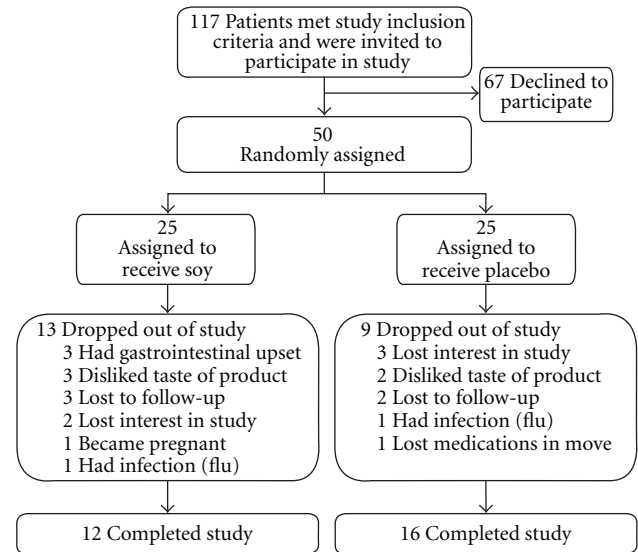 117 Patients met study inclusion
criteria and were invited to
participate in study
67 Declined to
participate
50
Randomly assigned
25
Assigned to
receive soy
25
Assigned to
receive placebo
13 Dropped out of study
3 Had gastrointestinal upset
3 Disliked taste of product
3 Lost to follow-up
2 Lost interest in study
1 Became pregnant
1 Had infection (flu)
9 Dropped out of study
3 Lost interest in study
2 Disliked taste of product
2 Lost to follow-up
1 Had infection (flu)
1 Lost medications in move
12 Completed study
16 Completed study